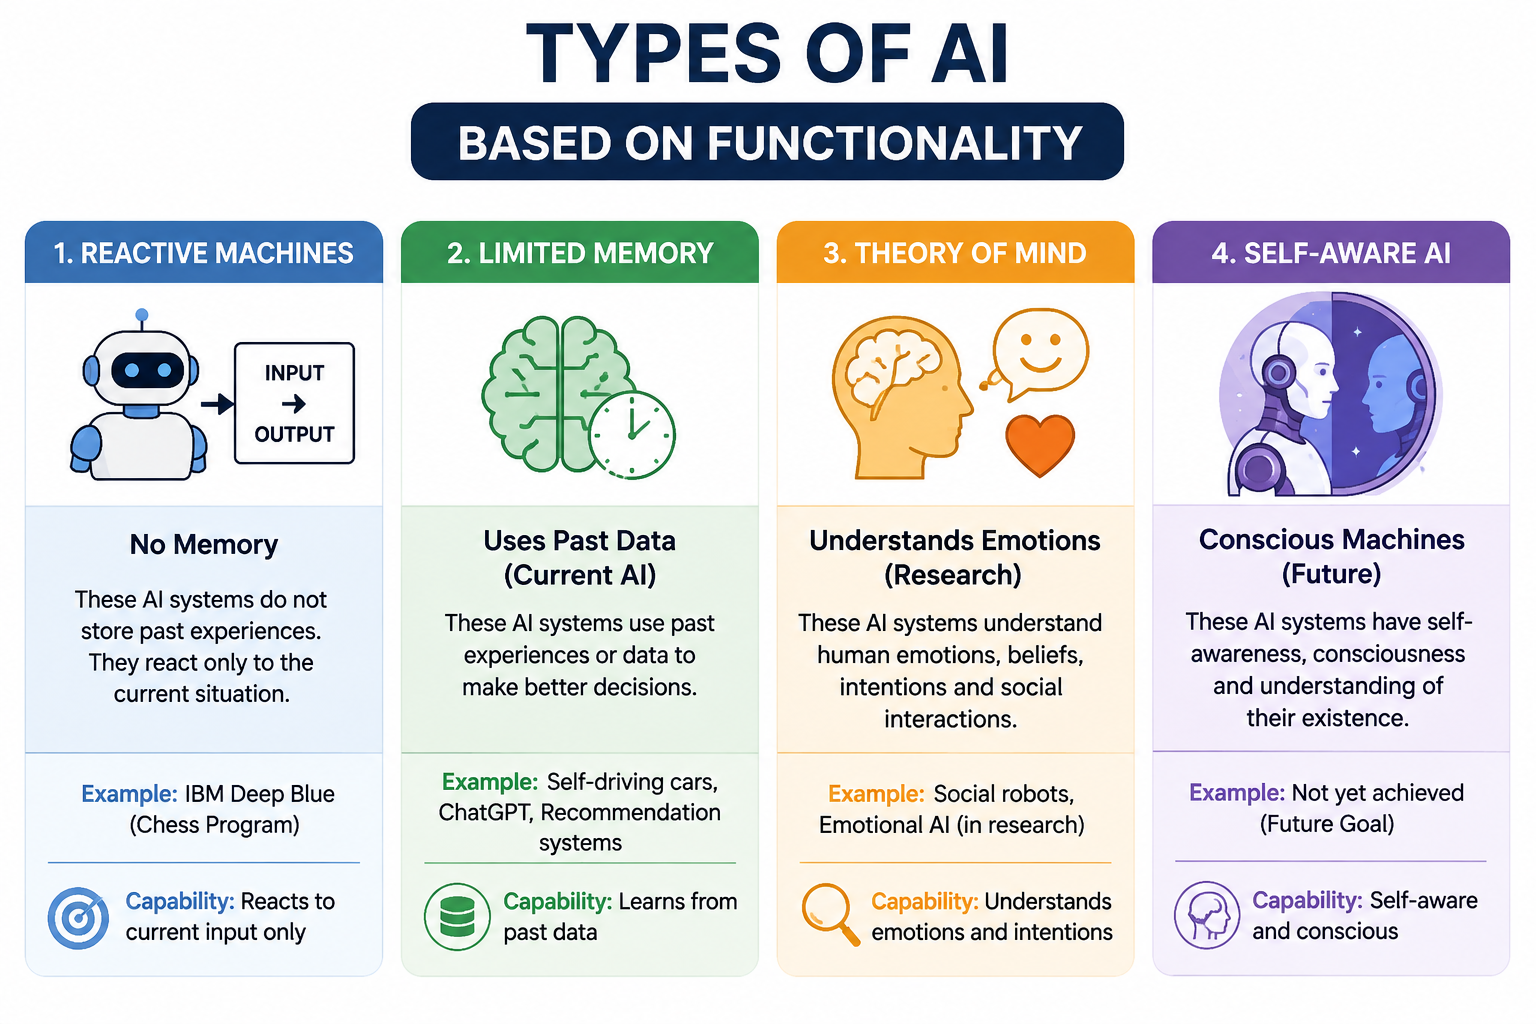 TYPES OF AI
BASED ON FUNCTIONALITY
1. REACTIVE MACHINES
INPUT
→
OUTPUT
No Memory
These AI systems do not
store past experiences.
They react only to the
current situation.
Example: IBM Deep Blue
(Chess Program)
Capability: Reacts to
current input only
2. LIMITED MEMORY
Uses Past Data
(Current AI)
These AI systems use past
experiences or data to
make better decisions.
Example: Self-driving cars,
ChatGPT, Recommendation
systems
Capability: Learns from
past data
3. THEORY OF MIND
Understands Emotions
(Research)
These AI systems understand
human emotions, beliefs,
intentions and social
interactions.
Example: Social robots,
Emotional AI (in research)
Capability: Understands
emotions and intentions
4. SELF-AWARE AI
Conscious Machines
(Future)
These AI systems have self-
awareness, consciousness
and understanding of
their existence.
Example: Not yet achieved
(Future Goal)
Capability: Self-aware
and conscious